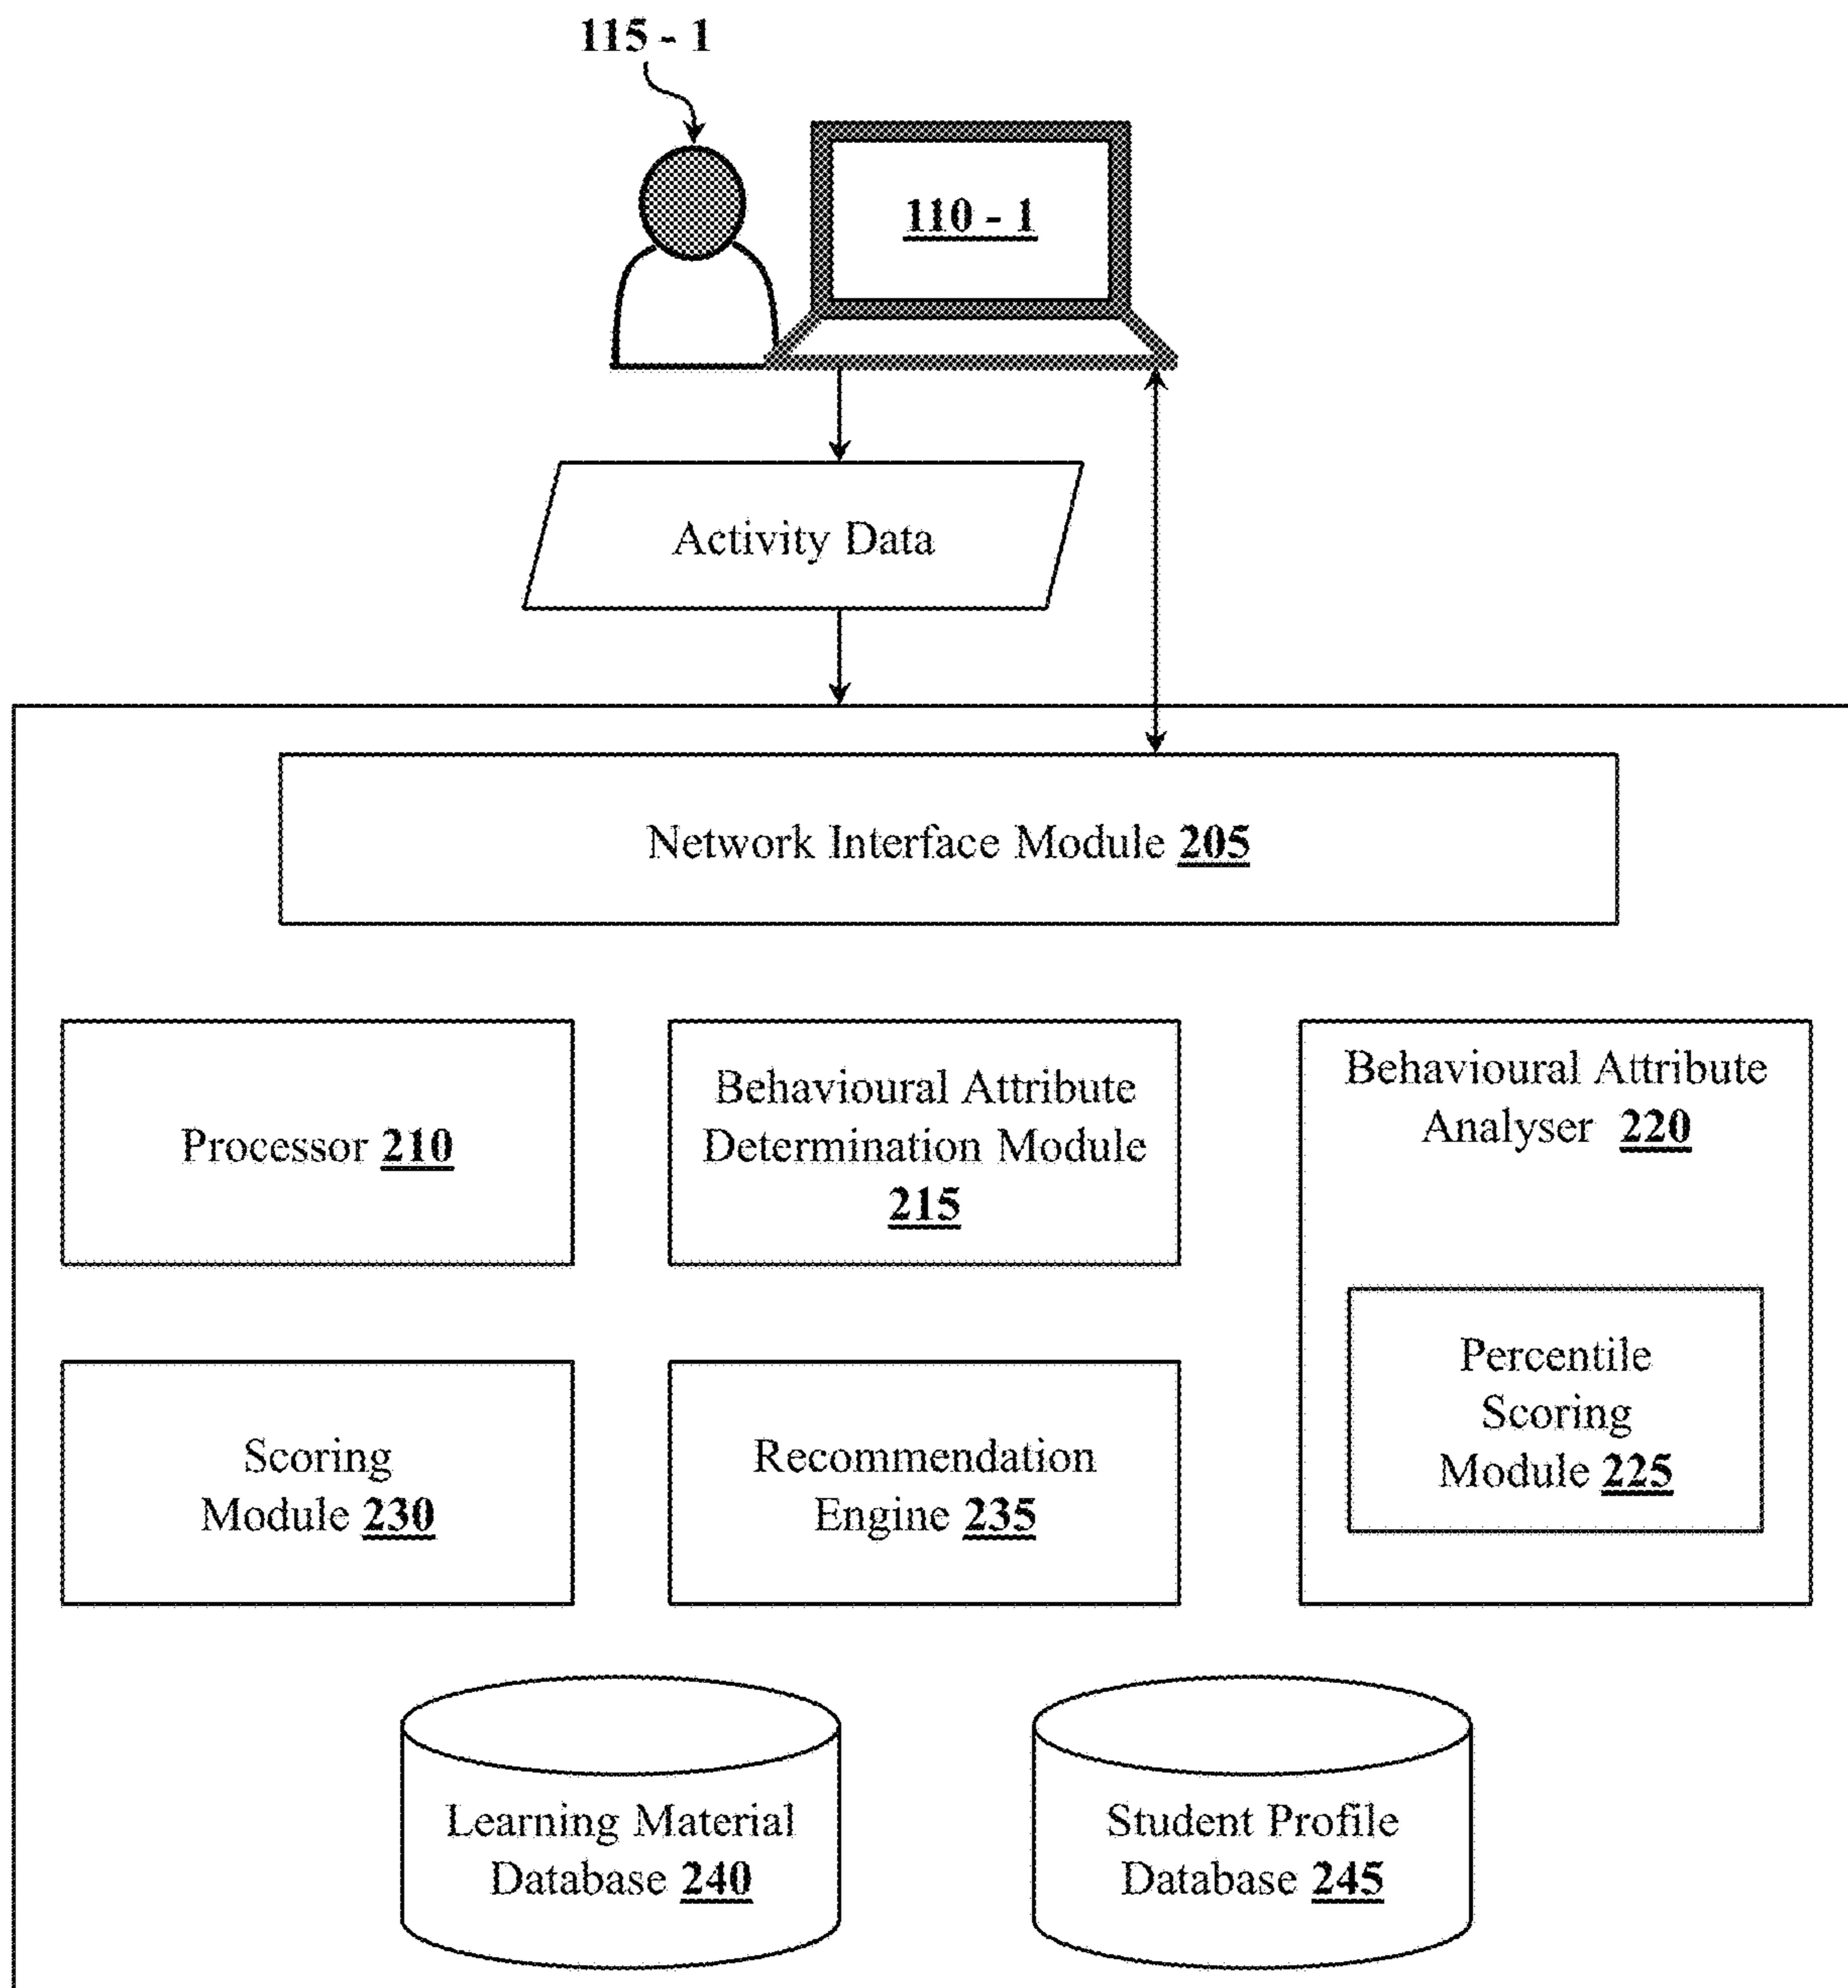 115 - 1
110 - 1
Activity Data
Network Interface Module 205
Processor 210
Behavioural Attribute
Determination Module
215
Behavioural Attribute
Analyser 220
Percentile
Scoring
Module 225
Scoring
Module 230
Recommendation
Engine 235
Learning Material
Database 240
Student Profile
Database 245